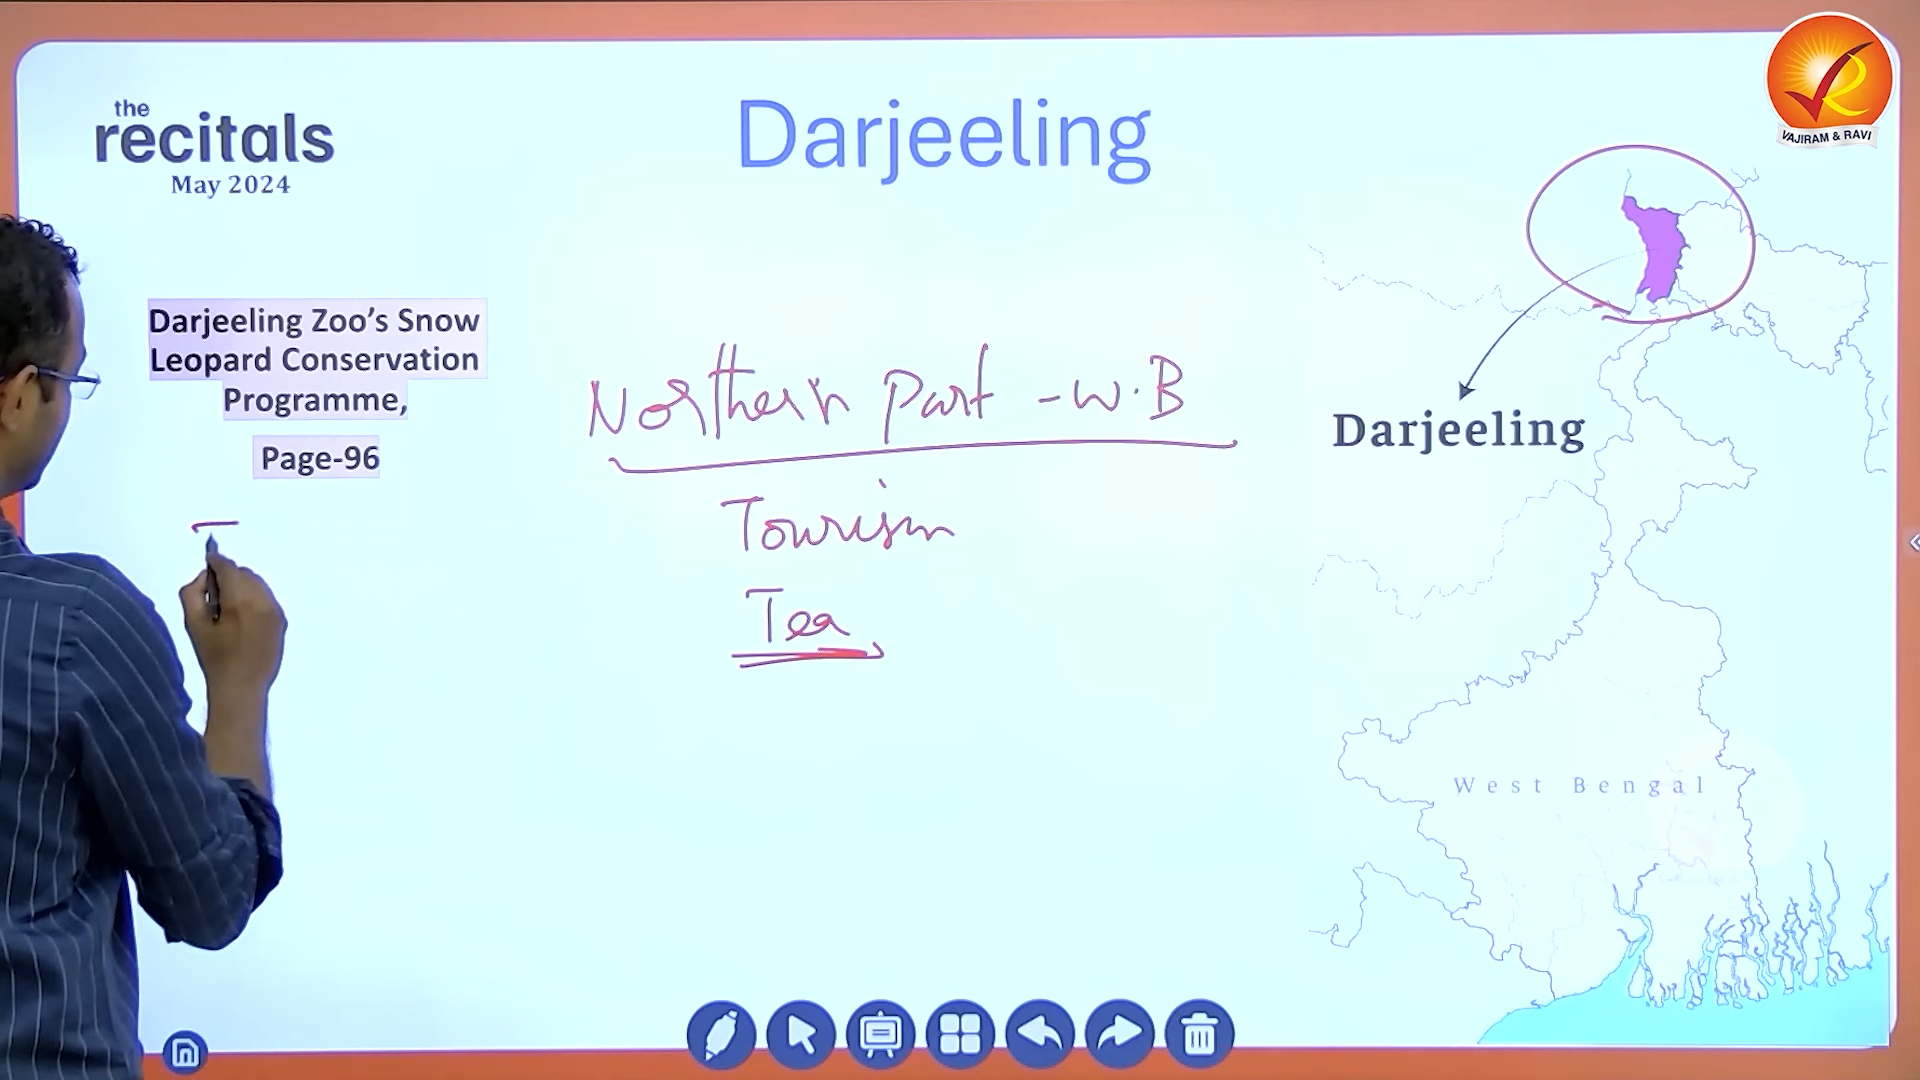 the
recitals
May 2024
Darjeeling
VAJIRAM & RAVI
Darjeeling Zoo's Snow
Leopard Conservation
Programme,
Page-96
Northern Part - W.B
Tourism
Tea
Darjeeling
West Bengal